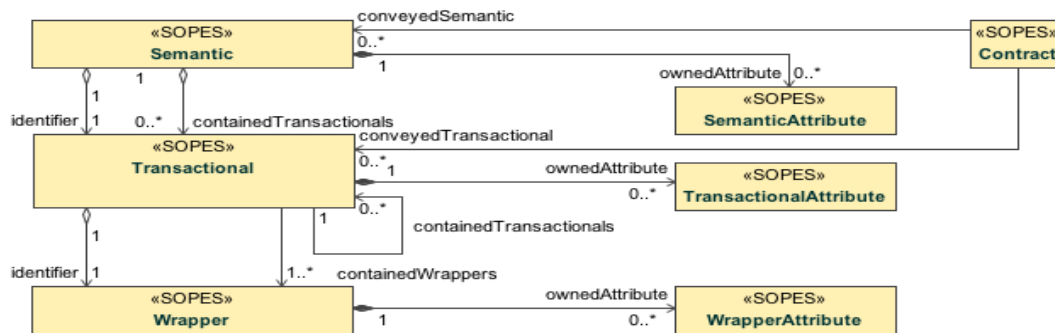 conveyedSemantic
«SOPES»
Semantic
0..*
1
«SOPES»
Contract
ownedAttribute
0..*
1
1
identifier
1
0..*
containedTransactionals
«SOPES»
SemanticAttribute
conveyedTransactional
«SOPES»
Transactional
0..*
1
ownedAttribute
0..*
«SOPES»
TransactionalAttribute
0..*
1
containedTransactionals
1
identifier
1
1..*
containedWrappers
«SOPES»
Wrapper
1
ownedAttribute
0..*
«SOPES»
WrapperAttribute